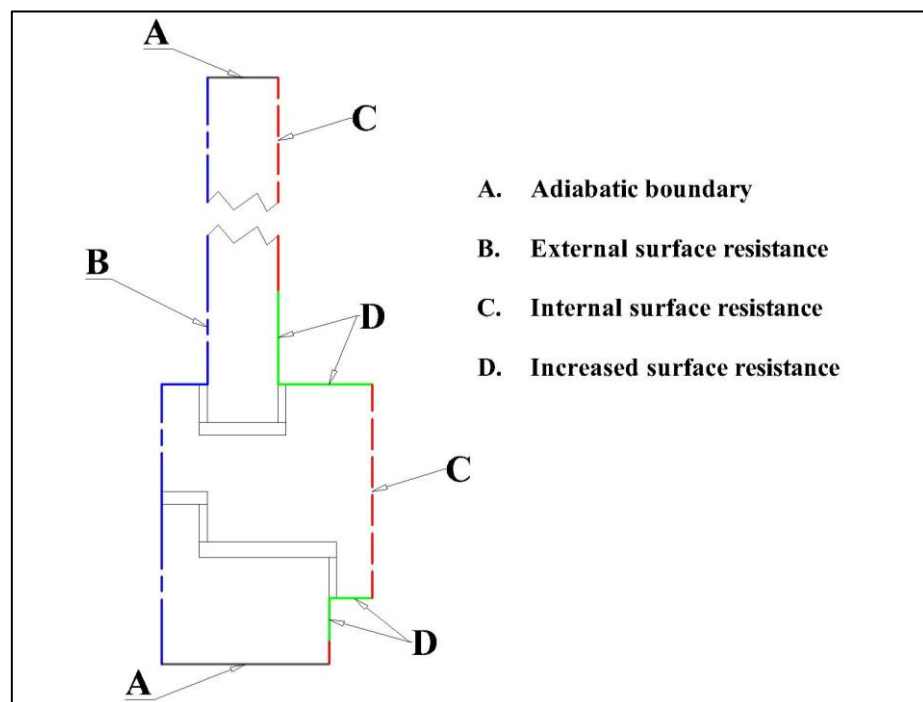 A
C
A. Adiabatic boundary
B. External surface resistance
B
D
C. Internal surface resistance
D. Increased surface resistance
C
D
A